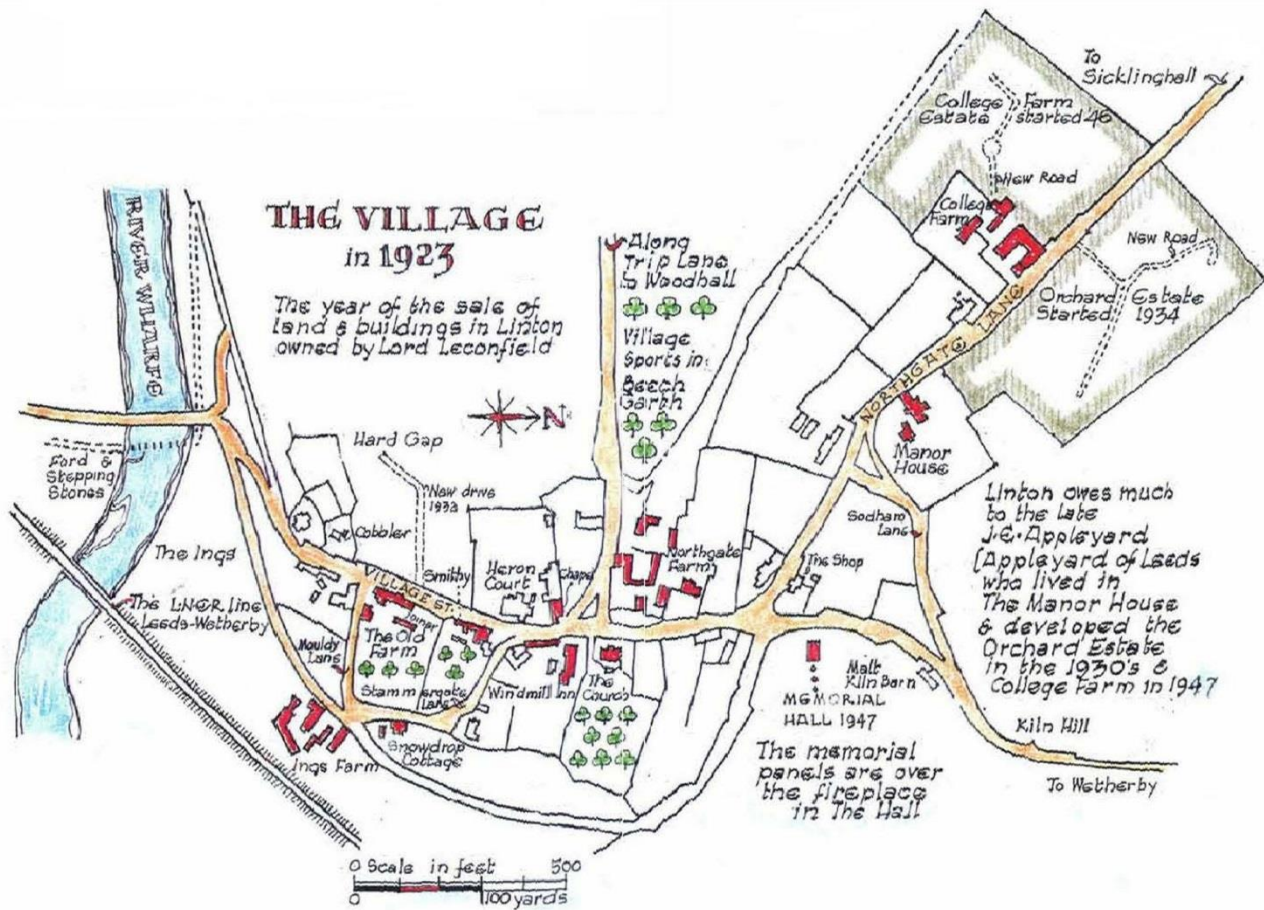 THE VILLAGE
in 1923
The year of the sale of
land & buildings in Linton
owned by Lord Leconfield
RIVER WHARFE
Ford &
Stepping
Stones
The Ings
The LNER line
Leeds-Wetherby
Hard Gap
New drive
1933
Cobbler
VILLAGE ST.
Smithy
Joiner
The Old
Farm
Mouldy
Lane
Stammergate
Lane
Ings Farm
Snowdrop
Cottage
Heron
Court
Chapel
Windmill Inn
The
Church
N
Along
Trip Lane
to Woodhall
Village
Sports in
Beech
Garth
Northgate
Farm
The Shop
Sodham
Lane
NORTHGATE LANE
Manor
House
College
Farm
New Road
College Farm
Estate started '46
To
Sicklinghall
New Road
Orchard Estate
Started 1934
Malt
Kiln Barn
MEMORIAL
HALL 1947
The memorial
panels are over
the fireplace
in The Hall
Kiln Hill
To Wetherby
Linton owes much
to the late
J.E. Appleyard
(Appleyard of Leeds
who lived in
The Manor House
& developed the
Orchard Estate
in the 1930's &
College Farm in 1947
0 Scale in feet 500
0 100 yards